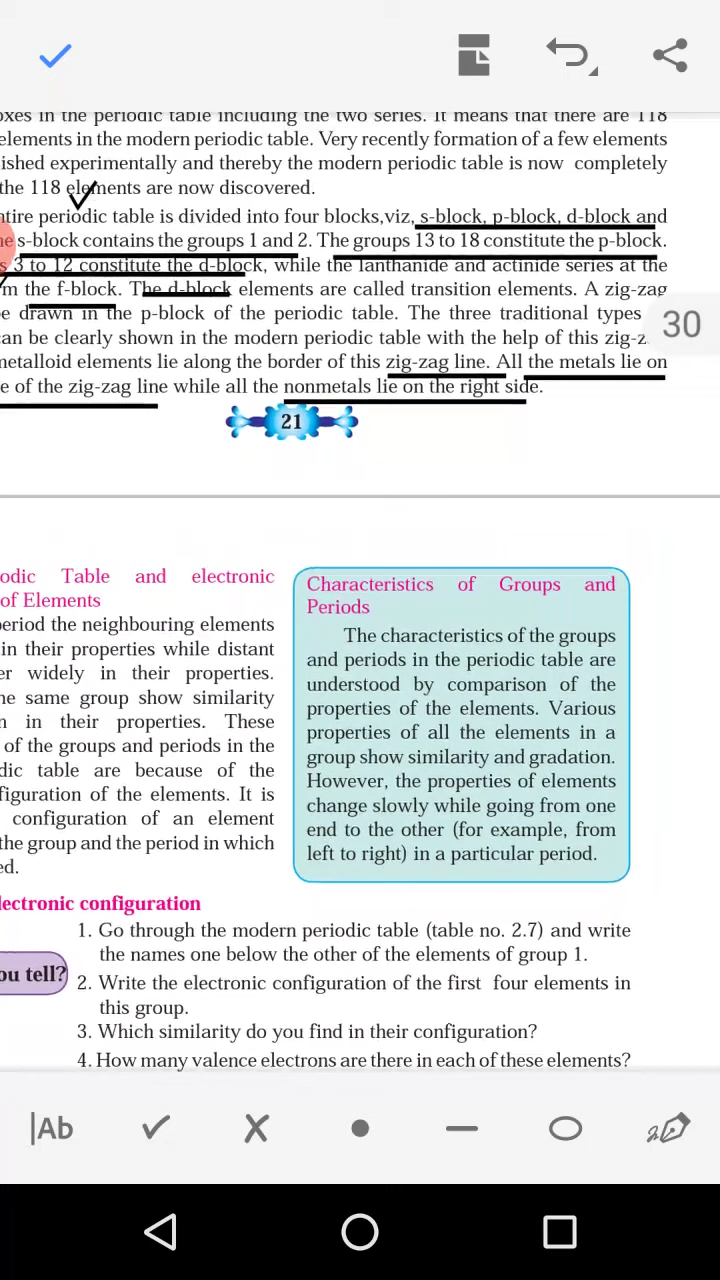 oxes in the periodic table including the two series. It means that there are 118
elements in the modern periodic table. Very recently formation of a few elements
ished experimentally and thereby the modern periodic table is now completely
the 118 elements are now discovered.
ntire periodic table is divided into four blocks,viz, s-block, p-block, d-block and
e s-block contains the groups 1 and 2. The groups 13 to 18 constitute the p-block.
s 3 to 12 constitute the d-block, while the lanthanide and actinide series at the
m the f-block. The d-block elements are called transition elements. A zig-zag
e drawn in the p-block of the periodic table. The three traditional types
can be clearly shown in the modern periodic table with the help of this zig-z
30
metalloid elements lie along the border of this zig-zag line. All the metals lie on
e of the zig-zag line while all the nonmetals lie on the right side.
21
odic Table and electronic
of Elements
period the neighbouring elements
in their properties while distant
er widely in their properties.
he same group show similarity
n in their properties. These
of the groups and periods in the
dic table are because of the
figuration of the elements. It is
configuration of an element
the group and the period in which
ed.
Characteristics of Groups and
Periods
The characteristics of the groups
and periods in the periodic table are
understood by comparison of the
properties of the elements. Various
properties of all the elements in a
group show similarity and gradation.
However, the properties of elements
change slowly while going from one
end to the other (for example, from
left to right) in a particular period.
lectronic configuration
ou tell?
1. Go through the modern periodic table (table no. 2.7) and write
the names one below the other of the elements of group 1.
2. Write the electronic configuration of the first four elements in
this group.
3. Which similarity do you find in their configuration?
4. How many valence electrons are there in each of these elements?
|Ab